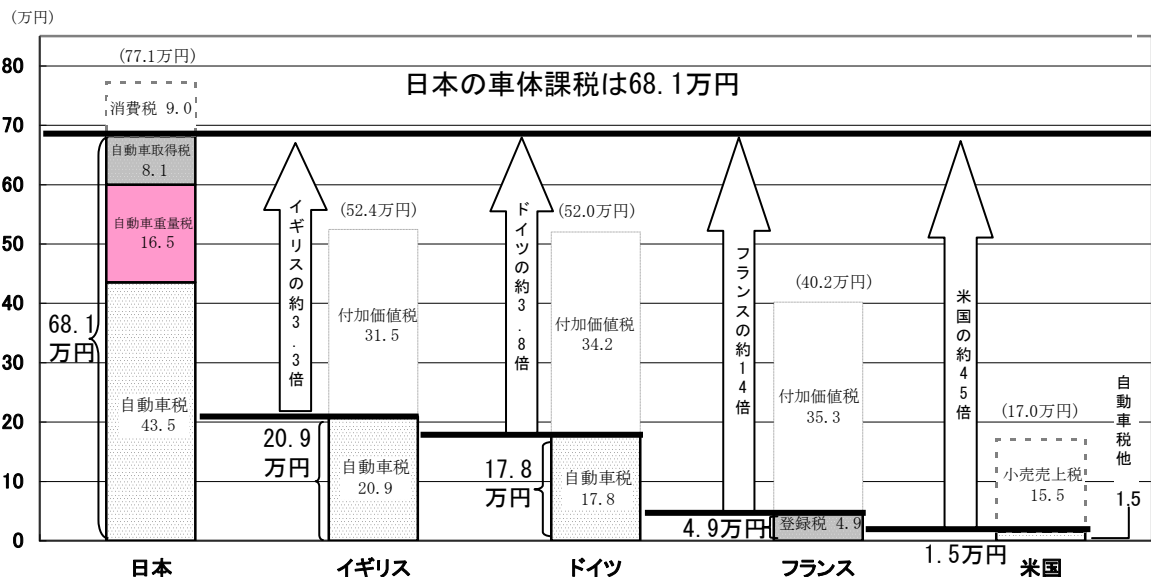 (万円)
(77.1万円)
日本の車体課税は68.1万円
80
70
60
50
40
30
20
10
0
消費税 9.0
自動車取得税
8.1
自動車重量税
16.5
68.1
万円
自動車税
43.5
イギリスの約3.3倍
(52.4万円)
付加価値税
31.5
20.9
万円
自動車税
20.9
ドイツの約3.8倍
(52.0万円)
付加価値税
34.2
17.8
万円
自動車税
17.8
フランスの約14倍
(40.2万円)
付加価値税
35.3
4.9万円
登録税 4.9
米国の約45倍
(17.0万円)
小売売上税
15.5
自動車税他
1.5
1.5万円
日本
イギリス
ドイツ
フランス
米国